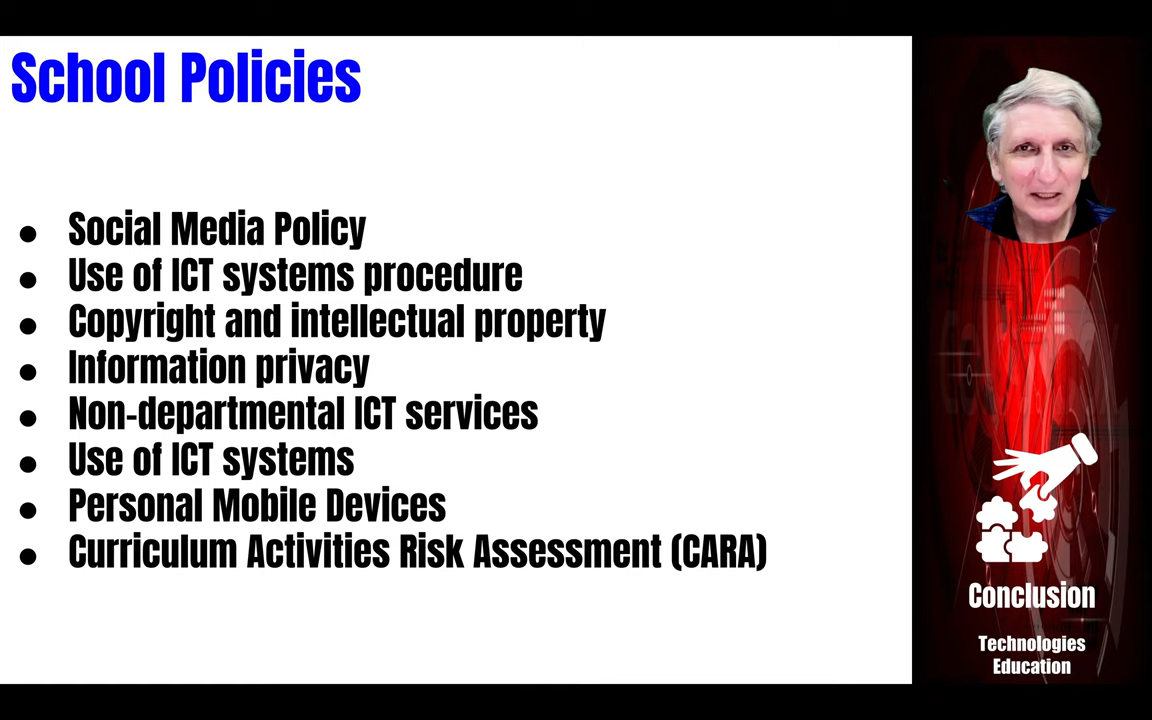 School Policies
● Social Media Policy
● Use of ICT systems procedure
● Copyright and intellectual property
● Information privacy
● Non-departmental ICT services
● Use of ICT systems
● Personal Mobile Devices
● Curriculum Activities Risk Assessment (CARA)
Conclusion
Technologies
Education